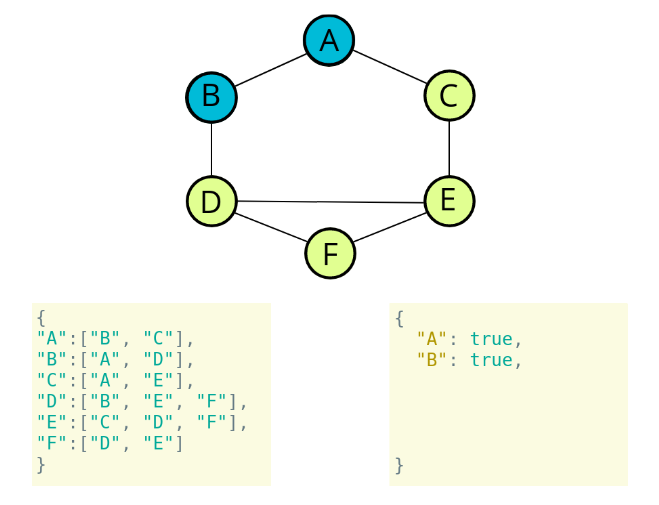 A
B
C
D
E
F
{
"A":["B", "C"],
"B":["A", "D"],
"C":["A", "E"],
"D":["B", "E", "F"],
"E":["C", "D", "F"],
"F":["D", "E"]
}
{
"A": true,
"B": true,
}